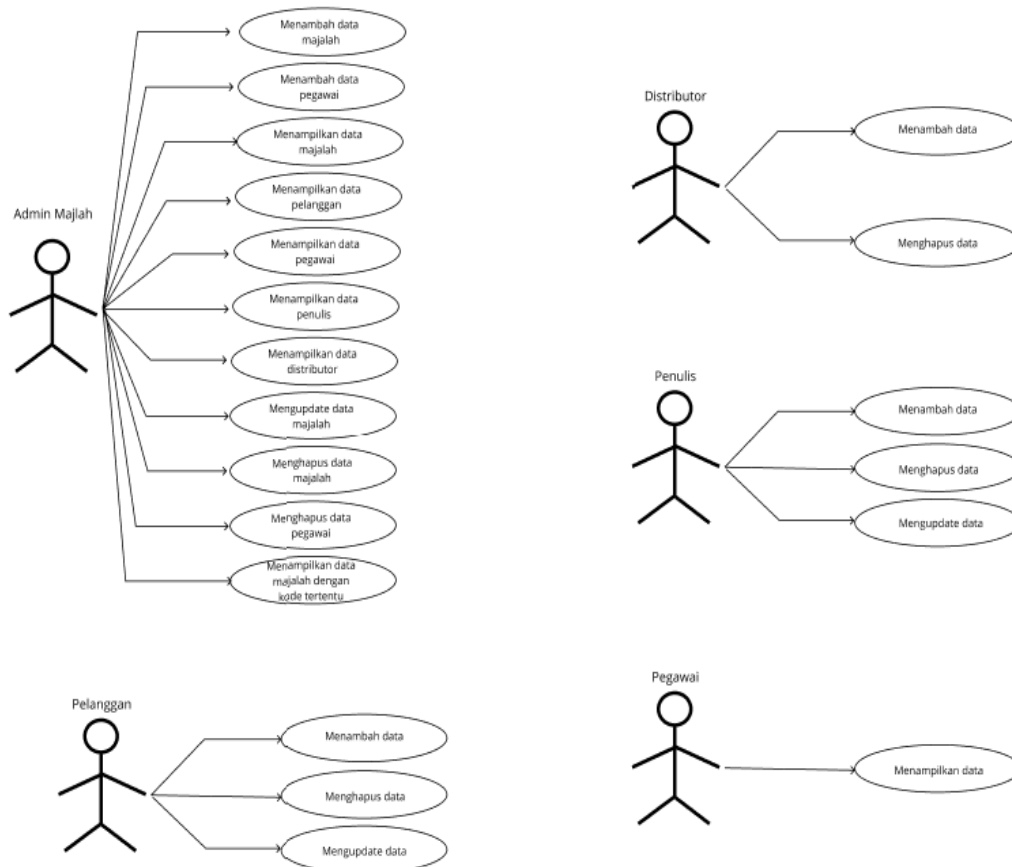 Admin Majlah
Menambah data
majalah
Menambah data
pegawai
Menampilkan data
majalah
Menampilkan data
pelanggan
Menampilkan data
pegawai
Menampilkan data
penulis
Menampilkan data
distributor
Mengupdate data
majalah
Menghapus data
majalah
Menghapus data
pegawai
Menampilkan data
majalah dengan
kode tertentu
Distributor
Menambah data
Menghapus data
Penulis
Menambah data
Menghapus data
Mengupdate data
Pelanggan
Menambah data
Menghapus data
Mengupdate data
Pegawai
Menampilkan data